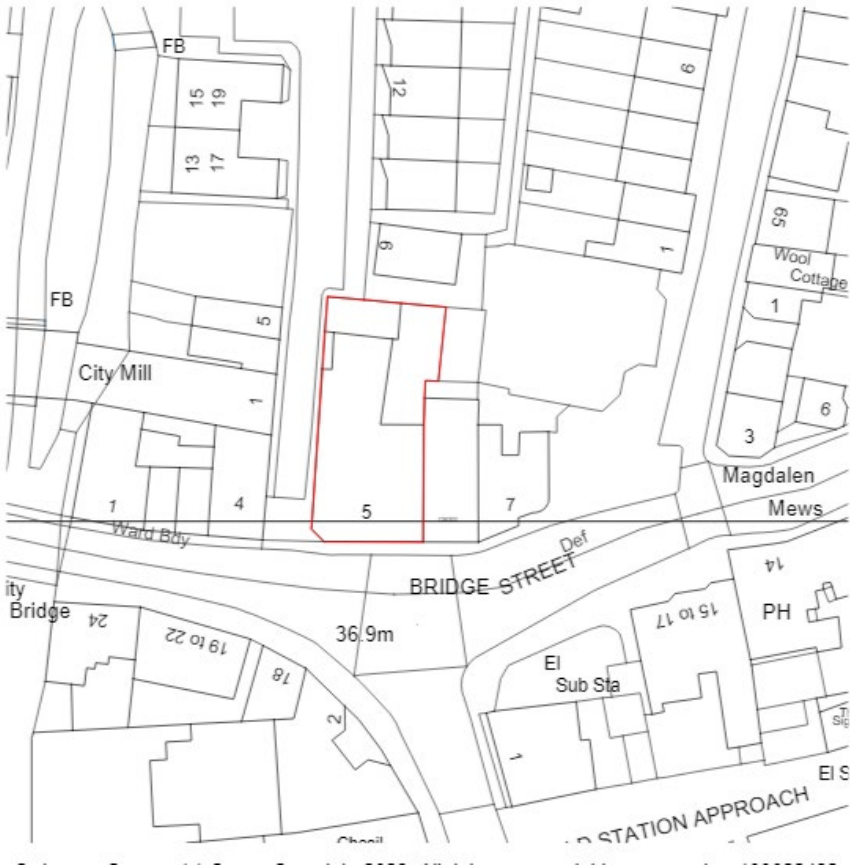 FB
12
6
15
19
13
17
65
9
1
Wool
Cottage
FB
5
1
City Mill
1
3
6
1
4
5
7
Magdalen
Mews
Ward Bdy
Def
BRIDGE STREET
Bridge
24
19 to 22
18
36.9m
14
PH
15 to 17
El
Sub Sta
2
1
STATION APPROACH